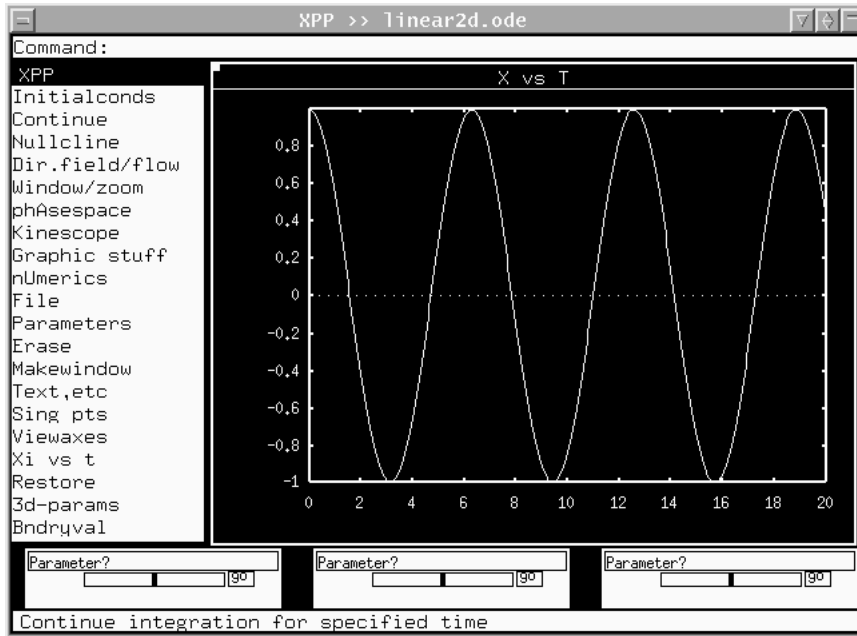 XPP >> linear2d.ode
Command:
XPP
Initialconds
Continue
Nullcline
Dir.field/flow
Window/zoom
phAsespace
Kinescope
Graphic stuff
nUmerics
File
Parameters
Erase
Makewindow
Text,etc
Sing pts
Viewaxes
Xi vs t
Restore
3d-params
Bndryval
X vs T
0.8
0.6
0.4
0.2
0
-0.2
-0.4
-0.6
-0.8
-1
0 2 4 6 8 10 12 14 16 18 20
Parameter? Parameter? Parameter?
go go go
Continue integration for specified time